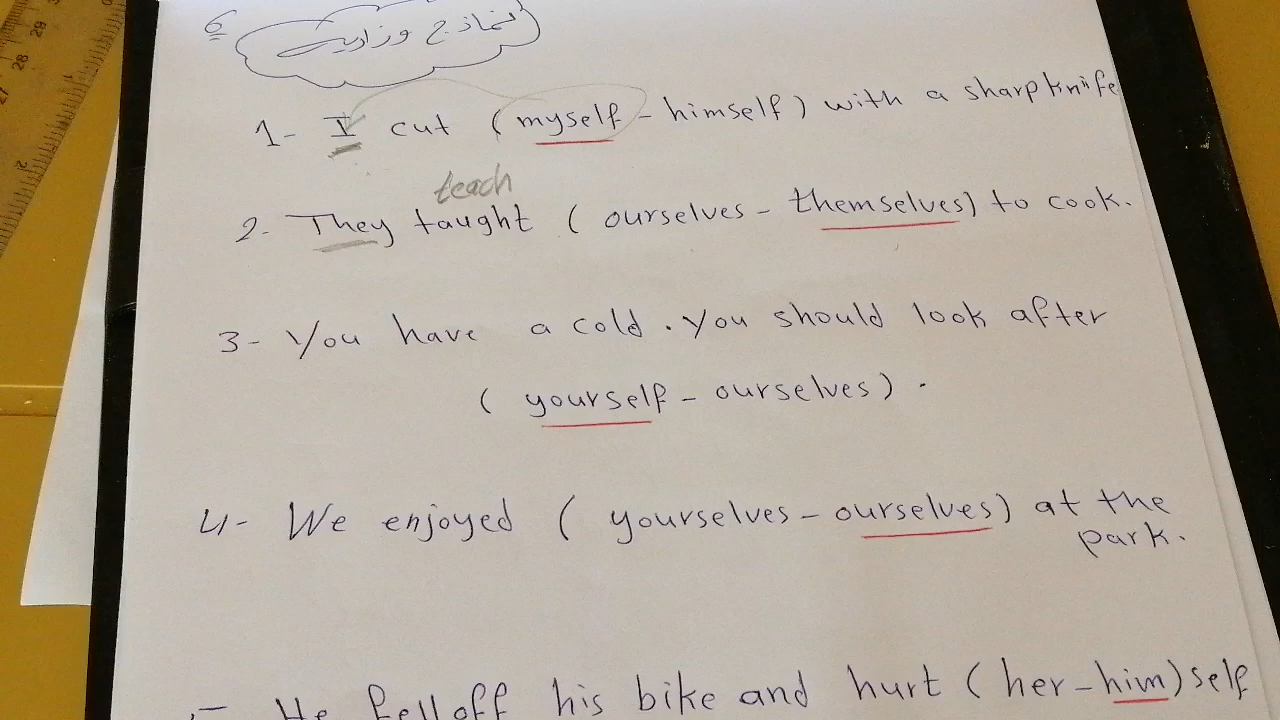 6
نماذج وزارية
1- I cut (myself - himself) with a sharp knife
teach
2- They taught (ourselves - themselves) to cook.
3- You have a cold. You should look after
(yourself - ourselves).
4- We enjoyed (yourselves - ourselves) at the
park.
He fell off his bike and hurt (her - him)self